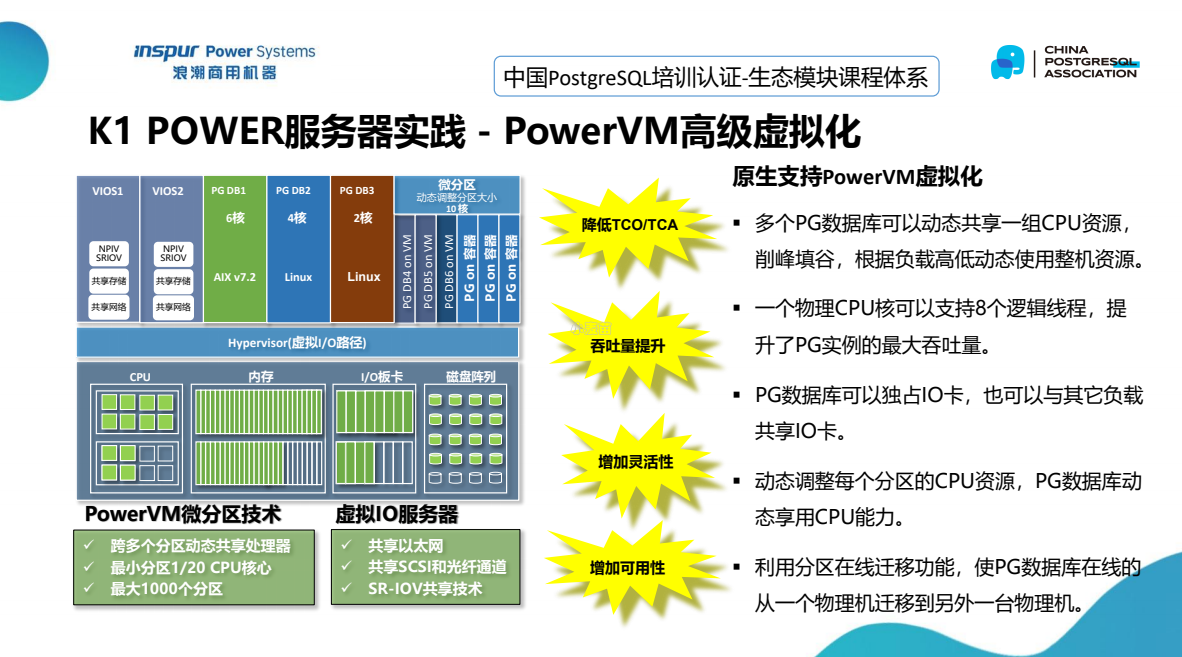 inspur Power Systems
浪潮商用机器
中国PostgreSQL培训认证-生态模块课程体系
CHINA
POSTGRESQL
ASSOCIATION
K1 POWER服务器实践 - PowerVM高级虚拟化
VIOS1
NPIV
SRIOV
共享存储
共享网络
VIOS2
NPIV
SRIOV
共享存储
共享网络
PG DB1
6核
AIX v7.2
PG DB2
4核
Linux
PG DB3
2核
Linux
微分区
动态调整分区大小
10核
PG DB4 on VM
PG DB5 on VM
PG DB6 on VM
PG on 容器
PG on 容器
PG on 容器
Hypervisor(虚拟I/O路径)
CPU
内存
I/O板卡
磁盘阵列
PowerVM微分区技术
✓ 跨多个分区动态共享处理器
✓ 最小分区1/20 CPU核心
✓ 最大1000个分区
虚拟IO服务器
✓ 共享以太网
✓ 共享SCSI和光纤通道
✓ SR-IOV共享技术
降低TCO/TCA
吞吐量提升
增加灵活性
增加可用性
原生支持PowerVM虚拟化
▪ 多个PG数据库可以动态共享一组CPU资源，
削峰填谷，根据负载高低动态使用整机资源。
▪ 一个物理CPU核可以支持8个逻辑线程，提
升了PG实例的最大吞吐量。
▪ PG数据库可以独占IO卡，也可以与其它负载
共享IO卡。
▪ 动态调整每个分区的CPU资源，PG数据库动
态享用CPU能力。
▪ 利用分区在线迁移功能，使PG数据库在线的
从一个物理机迁移到另外一台物理机。